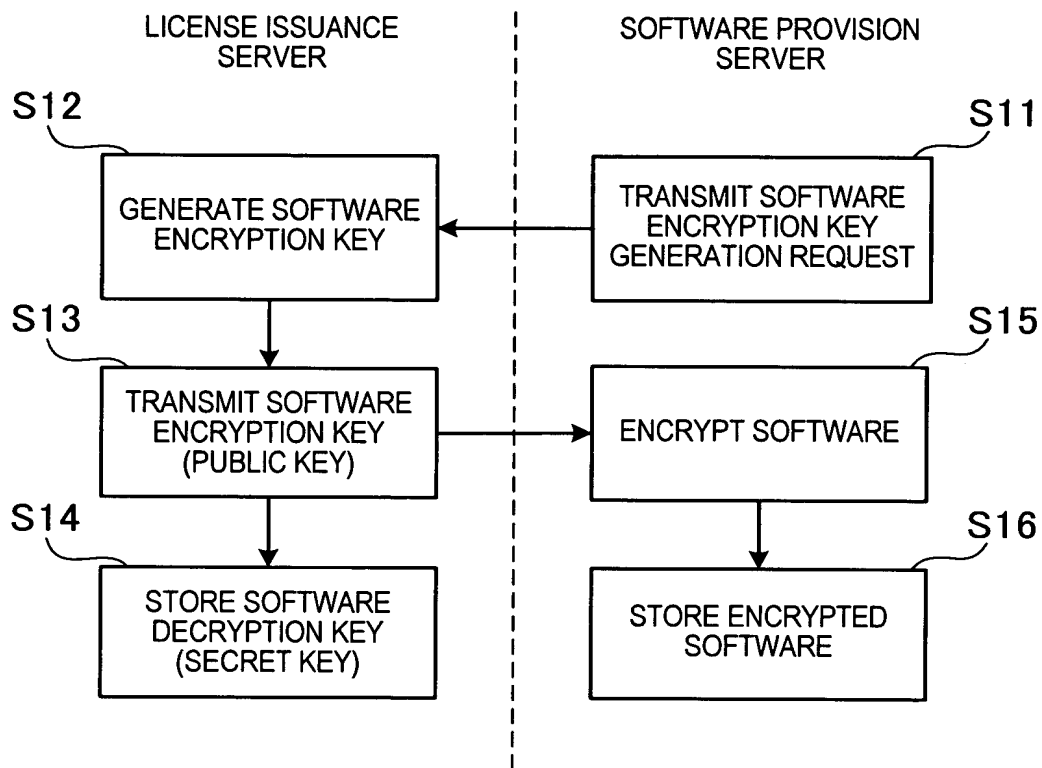 LICENSE ISSUANCE
SERVER
SOFTWARE PROVISION
SERVER
S12
S11
GENERATE SOFTWARE
ENCRYPTION KEY
TRANSMIT SOFTWARE
ENCRYPTION KEY
GENERATION REQUEST
S13
S15
TRANSMIT SOFTWARE
ENCRYPTION KEY
(PUBLIC KEY)
ENCRYPT SOFTWARE
S14
S16
STORE SOFTWARE
DECRYPTION KEY
(SECRET KEY)
STORE ENCRYPTED
SOFTWARE